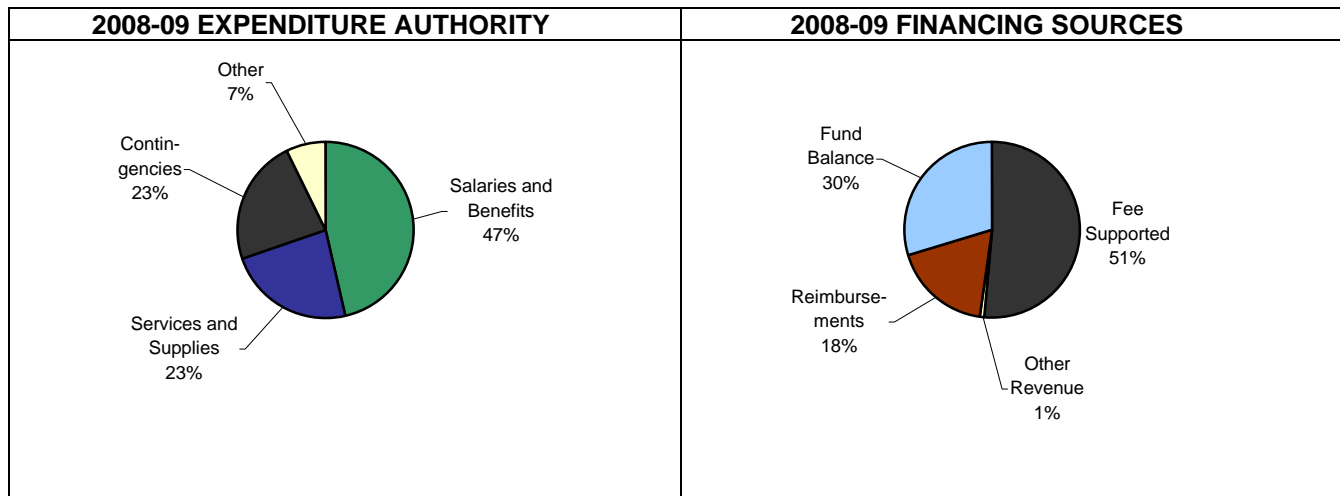 2008-09 EXPENDITURE AUTHORITY
Other
7%
Contin-
gencies
23%
Salaries and
Benefits
47%
Services and
Supplies
23%
2008-09 FINANCING SOURCES
Fund
Balance
30%
Fee
Supported
51%
Reimburse-
ments
18%
Other
Revenue
1%